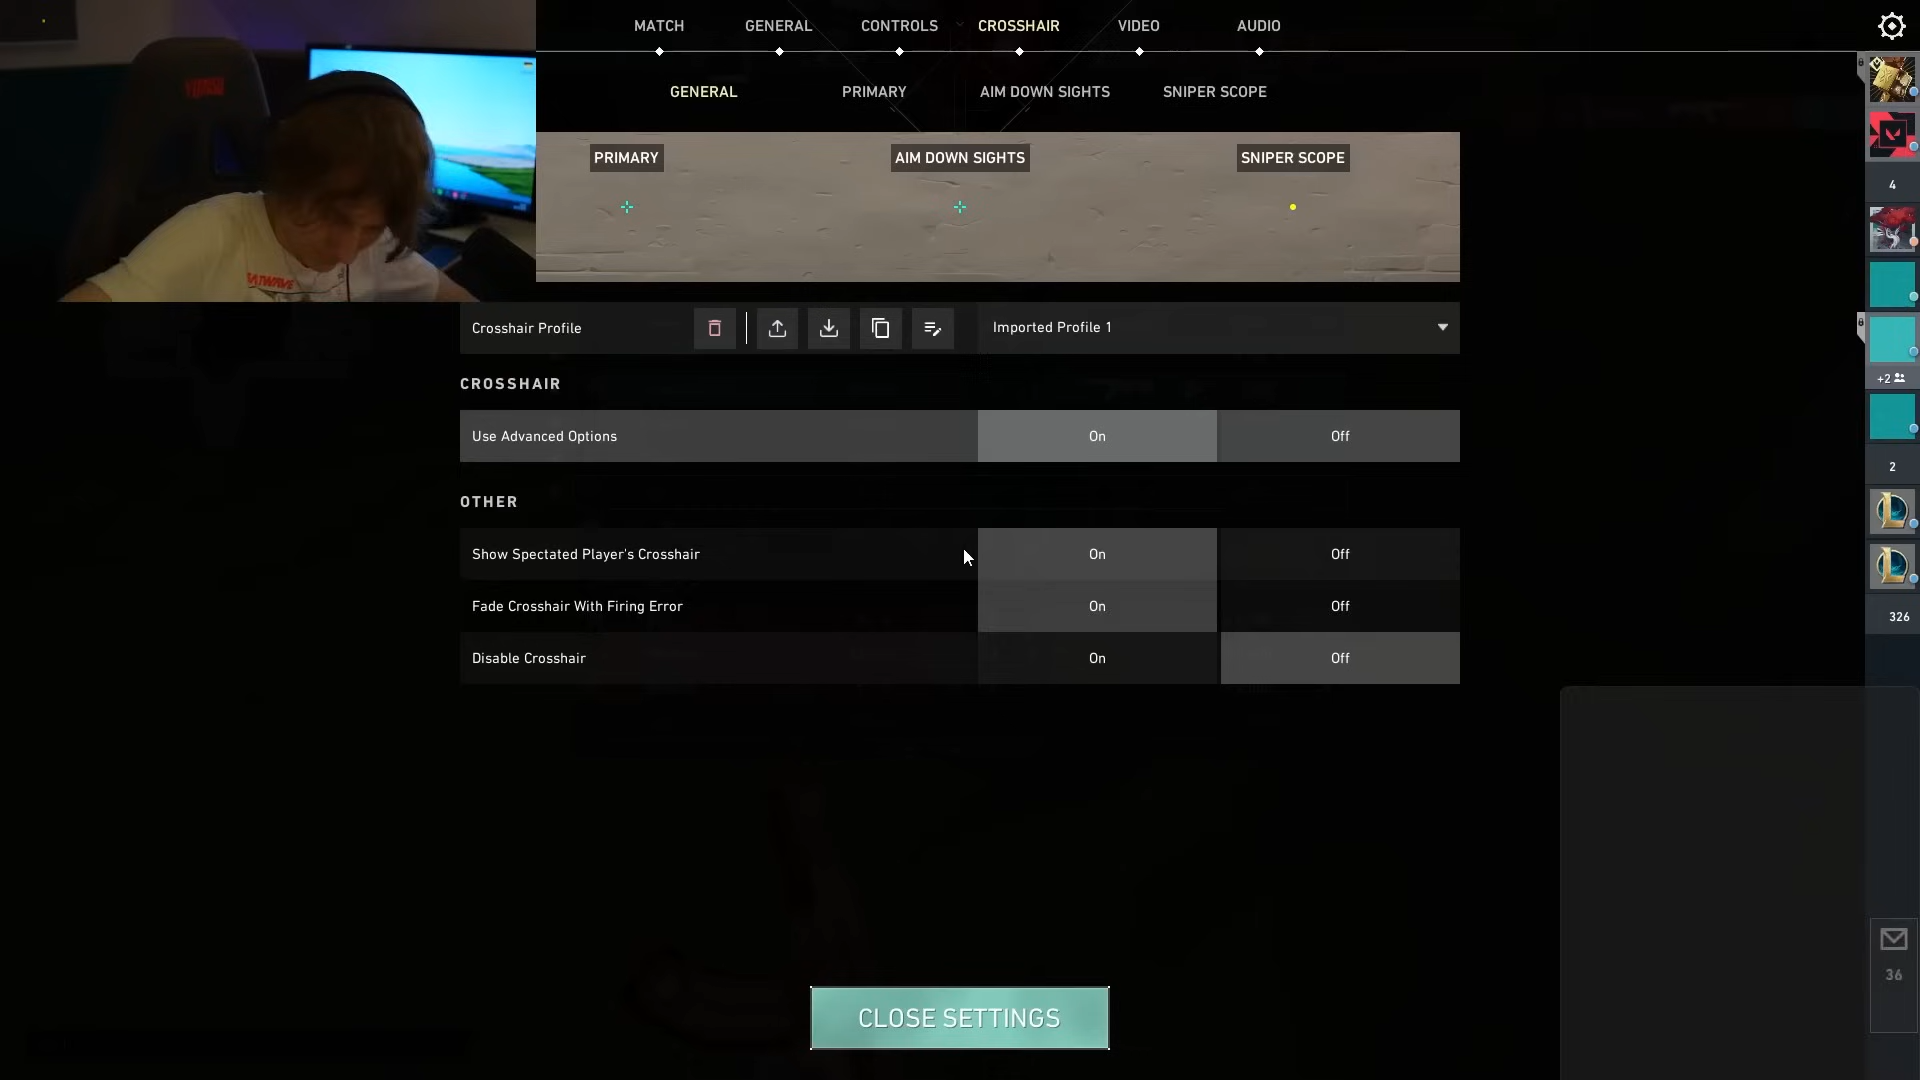 MATCH GENERAL CONTROLS CROSSHAIR VIDEO AUDIO
GENERAL PRIMARY AIM DOWN SIGHTS SNIPER SCOPE
PRIMARY AIM DOWN SIGHTS SNIPER SCOPE
Crosshair Profile Imported Profile 1
CROSSHAIR
Use Advanced Options On Off
OTHER
Show Spectated Player's Crosshair On Off
Fade Crosshair With Firing Error On Off
Disable Crosshair On Off
CLOSE SETTINGS
4
+2
2
326
36